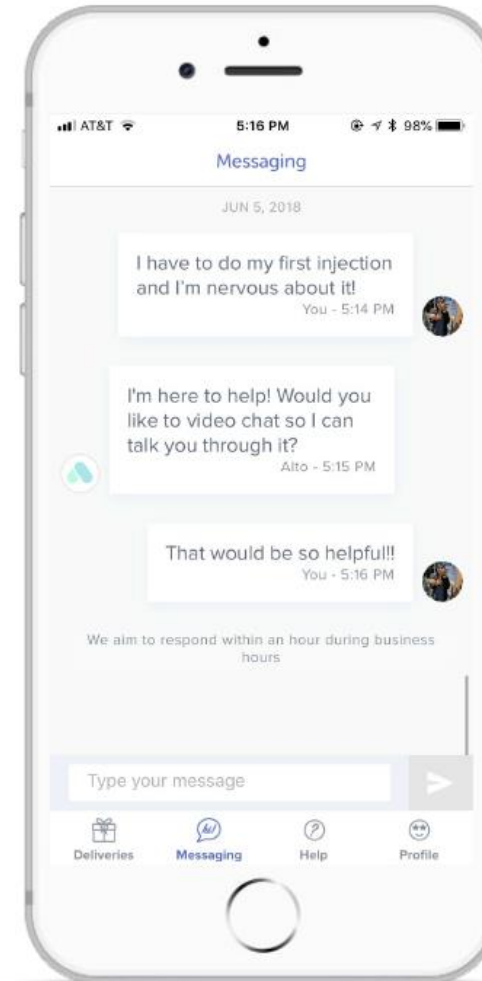 AT&T 5:16 PM 98%
Messaging
JUN 5, 2018
I have to do my first injection
and I'm nervous about it!
You - 5:14 PM
I'm here to help! Would you
like to video chat so I can
talk you through it?
Alto - 5:15 PM
That would be so helpful!!
You - 5:16 PM
We aim to respond within an hour during business
hours
Type your message
hi!
?
Deliveries Messaging Help Profile